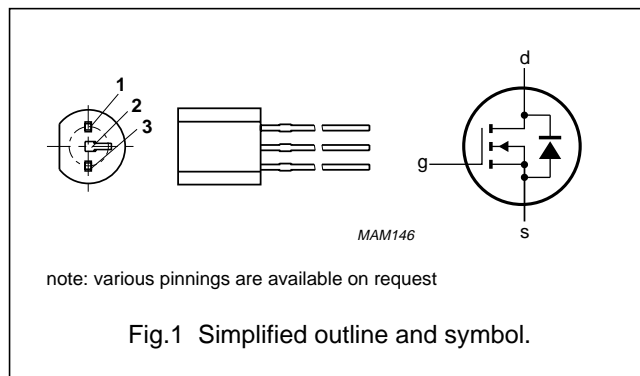 1
2
3
d
g
s
MAM146
note: various pinnings are available on request
Fig.1 Simplified outline and symbol.